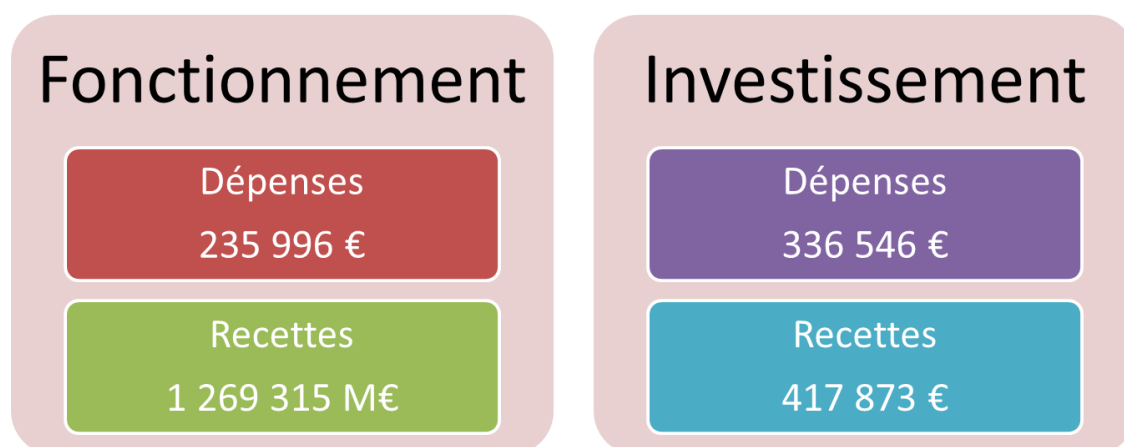 Fonctionnement
Dépenses
235 996 €
Recettes
1 269 315 M€
Investissement
Dépenses
336 546 €
Recettes
417 873 €